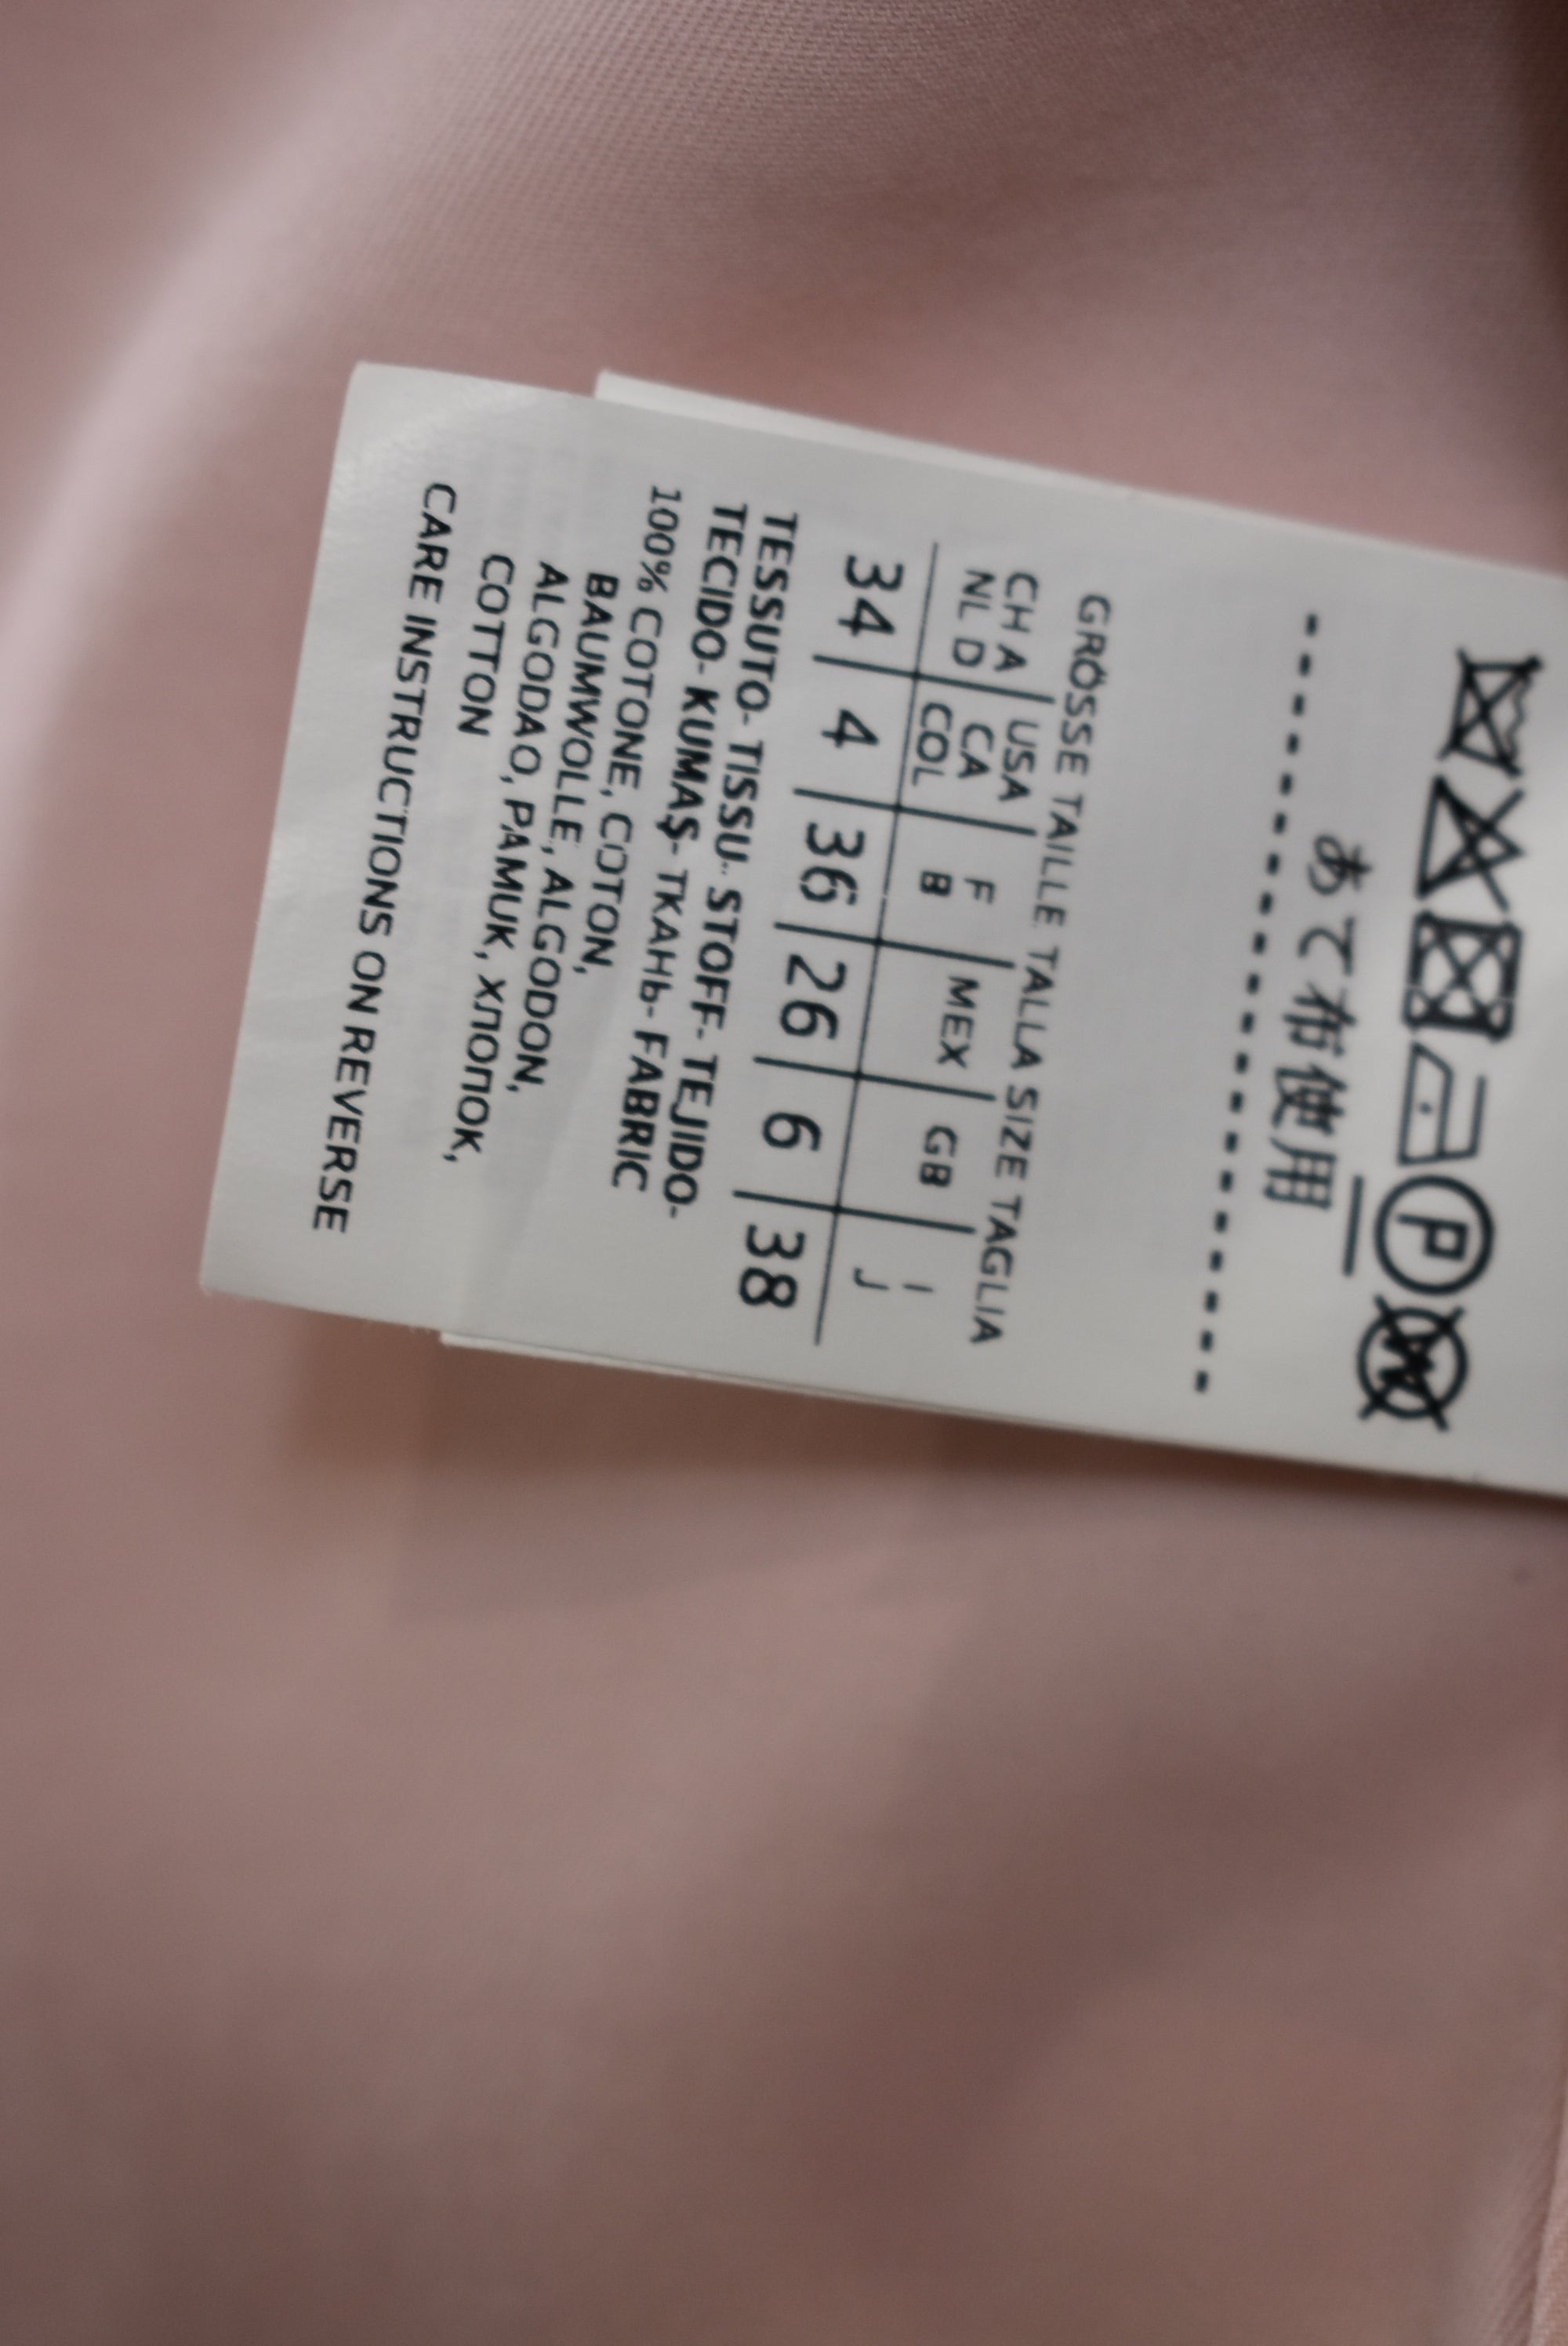 P
あて布使用
GRÖSSE TAILLE TALLA SIZE TAGLIA
CH A | USA | F | MEX | GB | I
NL D | CA | B | J
COL
34 | 4 | 36 | 26 | 6 | 38
TESSUTO- TISSU- STOFF- TEJIDO-
TECIDO- KUMAŞ- ТКАНЬ- FABRIC
100% COTONE, COTON,
BAUMWOLLE, ALGODON,
ALGODAO, PAMUK, ХЛОПОК,
COTTON
CARE INSTRUCTIONS ON REVERSE